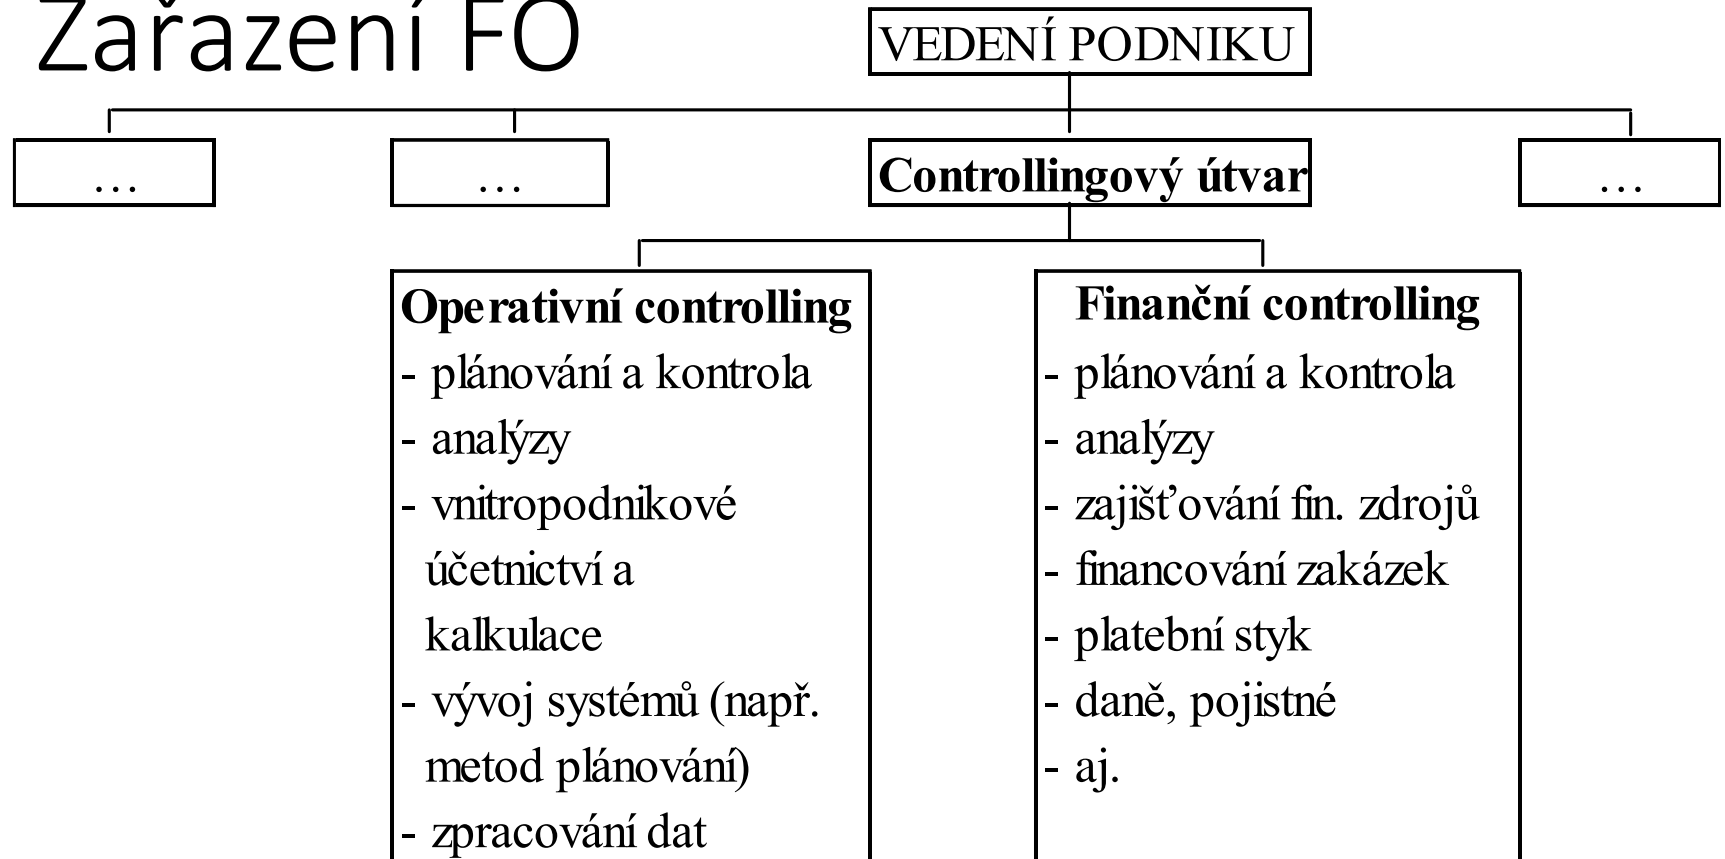 Zařazení FO
VEDENÍ PODNIKU
…
…
Controllingový útvar
…
Operativní controlling
- plánování a kontrola
- analýzy
- vnitropodnikové
účetnictví a
kalkulace
- vývoj systémů (např.
metod plánování)
- zpracování dat
Finanční controlling
- plánování a kontrola
- analýzy
- zajišťování fin. zdrojů
- financování zakázek
- platební styk
- daně, pojistné
- aj.